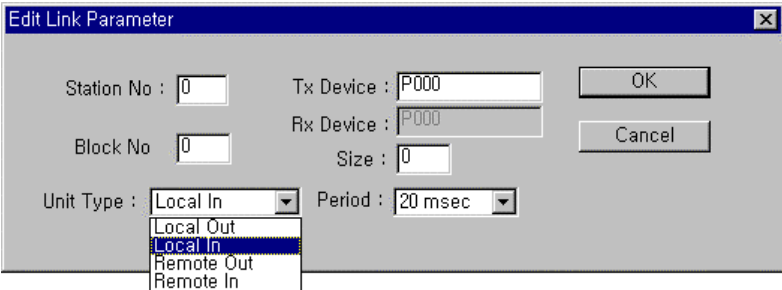 Edit Link Parameter
Station No : 0
Tx Device : P000
OK
Rx Device : P000
Block No 0
Size : 0
Cancel
Unit Type : Local In
Period : 20 msec
Local Out
Local In
Remote Out
Remote In